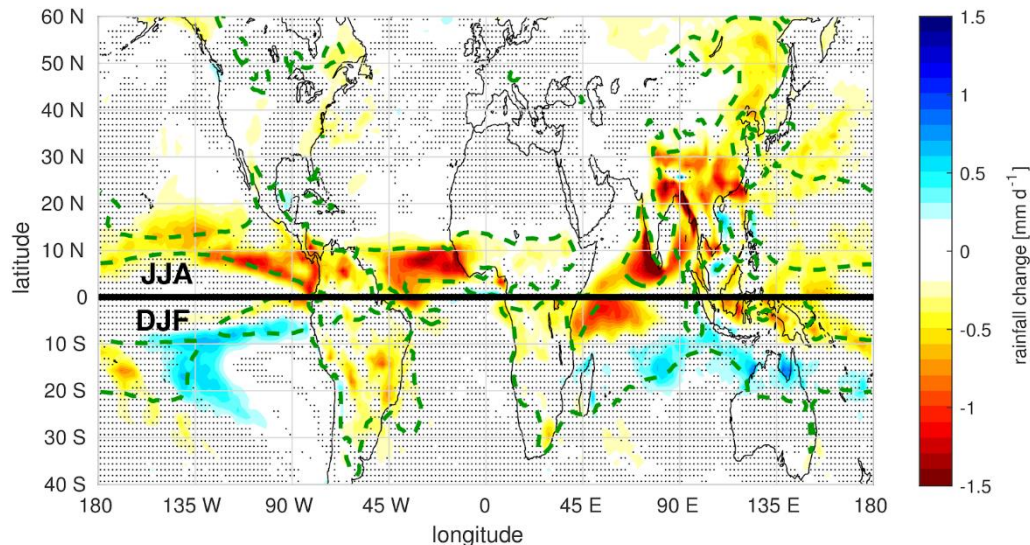 60 N
50 N
40 N
30 N
20 N
10 N
0
10 S
20 S
30 S
40 S
latitude
JJA
DJF
180 135 W 90 W 45 W 0 45 E 90 E 135 E 180
longitude
1.5
1
0.5
0
-0.5
-1
-1.5
rainfall change [mm d⁻¹]